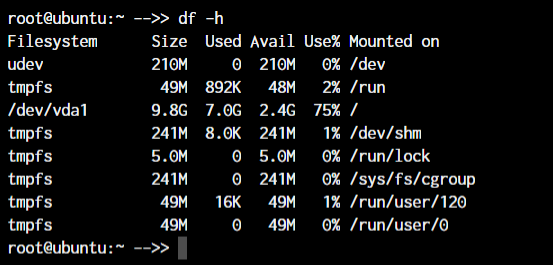 root@ubuntu:~ -->> df -h
Filesystem      Size  Used Avail Use% Mounted on
udev            210M     0  210M   0% /dev
tmpfs            49M  892K   48M   2% /run
/dev/vda1       9.8G  7.0G  2.4G  75% /
tmpfs           241M  8.0K  241M   1% /dev/shm
tmpfs           5.0M     0  5.0M   0% /run/lock
tmpfs           241M     0  241M   0% /sys/fs/cgroup
tmpfs            49M   16K   49M   1% /run/user/120
tmpfs            49M     0   49M   0% /run/user/0
root@ubuntu:~ -->>